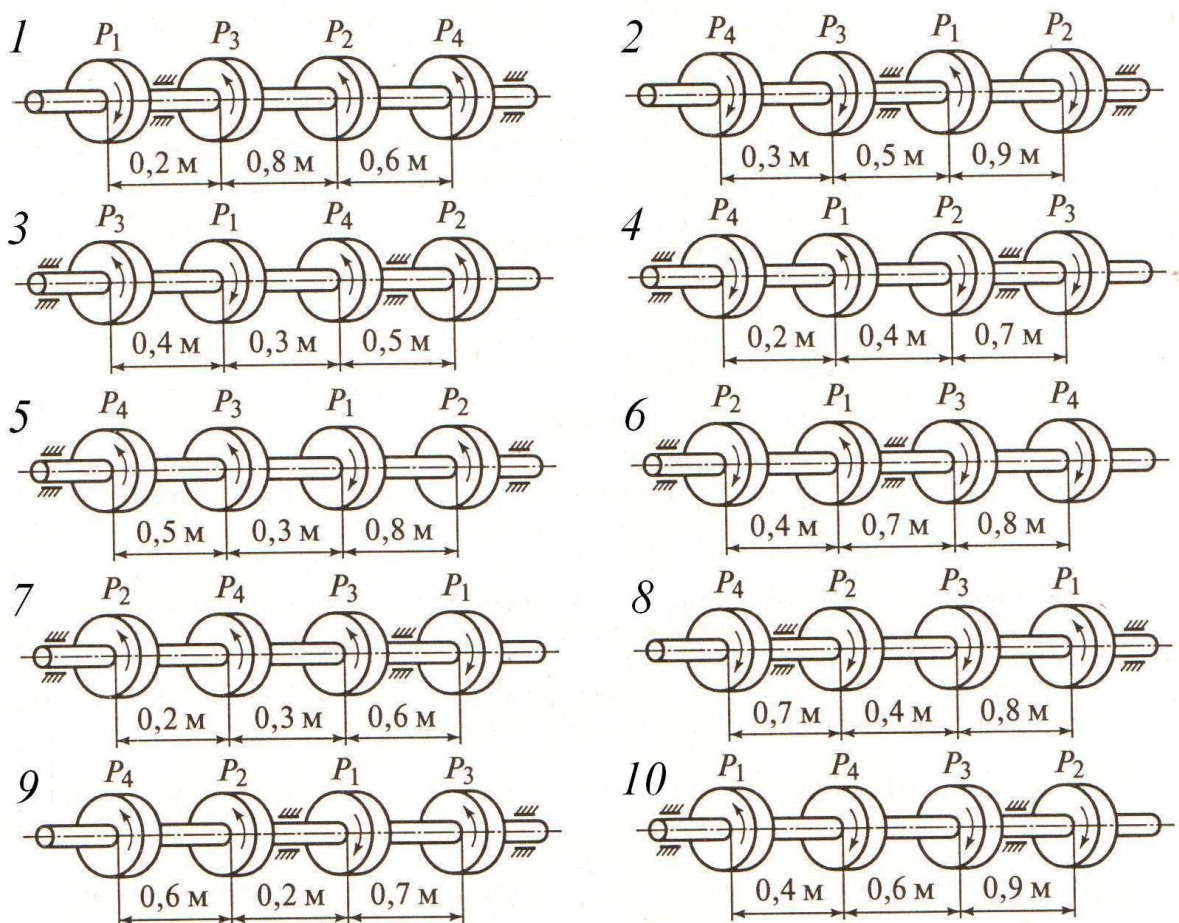 1 P₁ P₃ P₂ P₄
0,2 м 0,8 м 0,6 м
2 P₄ P₃ P₁ P₂
0,3 м 0,5 м 0,9 м
3 P₃ P₁ P₄ P₂
0,4 м 0,3 м 0,5 м
4 P₄ P₁ P₂ P₃
0,2 м 0,4 м 0,7 м
5 P₄ P₃ P₁ P₂
0,5 м 0,3 м 0,8 м
6 P₂ P₁ P₃ P₄
0,4 м 0,7 м 0,8 м
7 P₂ P₄ P₃ P₁
0,2 м 0,3 м 0,6 м
8 P₄ P₂ P₃ P₁
0,7 м 0,4 м 0,8 м
9 P₄ P₂ P₁ P₃
0,6 м 0,2 м 0,7 м
10 P₁ P₄ P₃ P₂
0,4 м 0,6 м 0,9 м